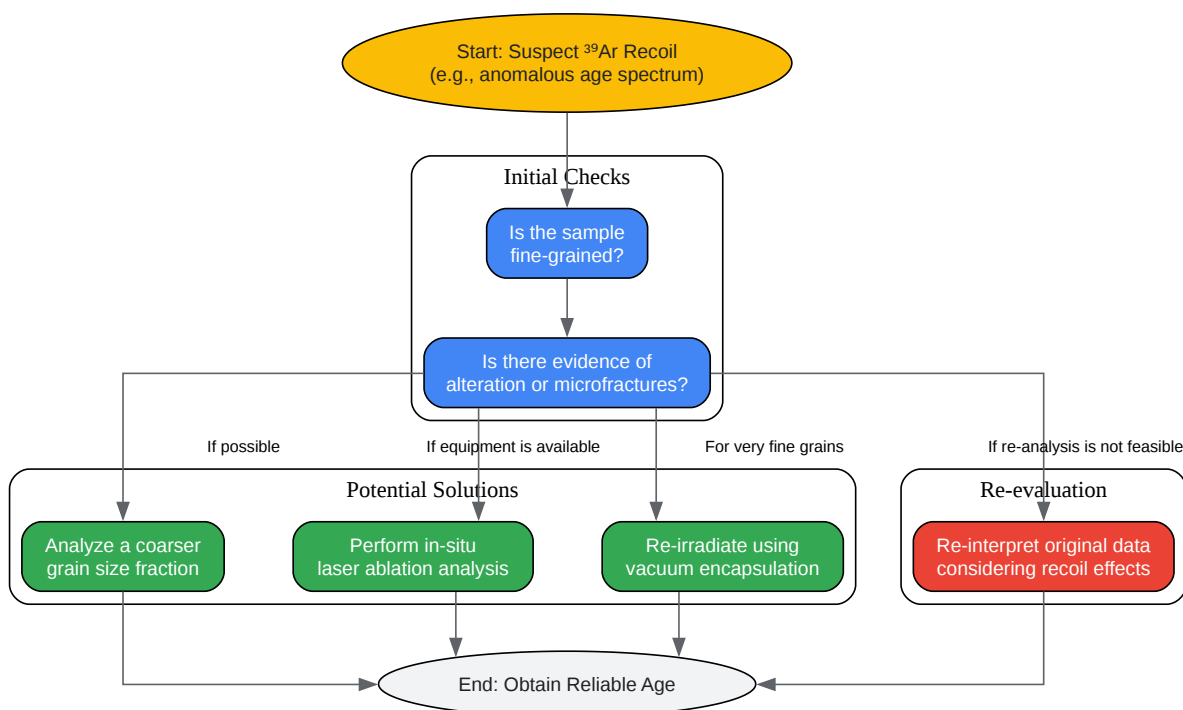 Start: Suspect ³⁹Ar Recoil
(e.g., anomalous age spectrum)
Initial Checks
Is the sample
fine-grained?
Is there evidence of
alteration or microfractures?
If possible
If equipment is available
For very fine grains
If re-analysis is not feasible
Potential Solutions
Re-evaluation
Analyze a coarser
grain size fraction
Perform in-situ
laser ablation analysis
Re-irradiate using
vacuum encapsulation
Re-interpret original data
considering recoil effects
End: Obtain Reliable Age